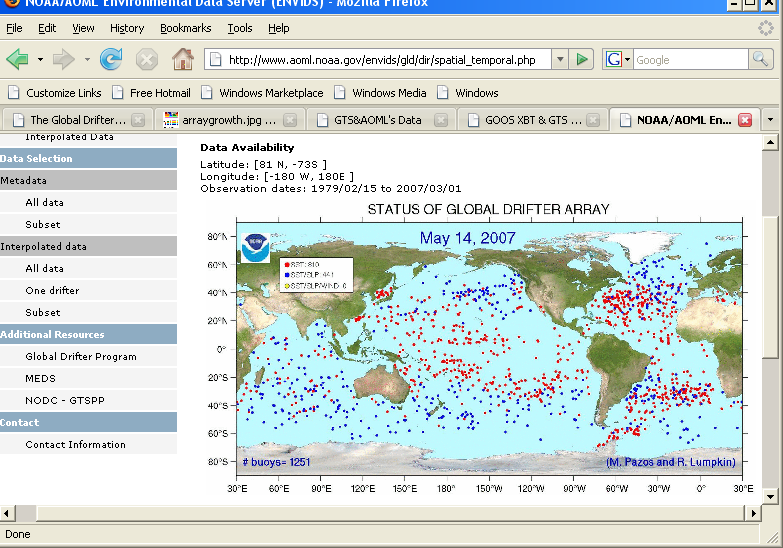 NOAA/AOML Environmental Data Server (ENVIDS) - Mozilla Firefox
File Edit View History Bookmarks Tools Help
http://www.aoml.noaa.gov/envids/gld/dir/spatial_temporal.php
G Google
Customize Links Free Hotmail Windows Marketplace Windows Media Windows
The Global Drifter... arraygrowth.jpg ... GTS&AOML's Data GOOS XBT & GTS ... NOAA/AOML En...
Interpolated Data
Data Selection
Metadata
All data
Subset
Interpolated data
All data
One drifter
Subset
Additional Resources
Global Drifter Program
MEDS
NODC - GTSPP
Contact
Contact Information
Data Availability
Latitude: [81 N, -73S ]
Longitude: [-180 W, 180E ]
Observation dates: 1979/02/15 to 2007/03/01
STATUS OF GLOBAL DRIFTER ARRAY
May 14, 2007
NOAA
SST: 810
SST/SLP: 441
SST/SLP/WIND: 0
80°N
60°N
40°N
20°N
0°
20°S
40°S
60°S
80°S
# buoys= 1251 (M. Pazos and R. Lumpkin)
30°E 60°E 90°E 120°E 150°E 180° 150°W 120°W 90°W 60°W 30°W 0° 30°E
Done